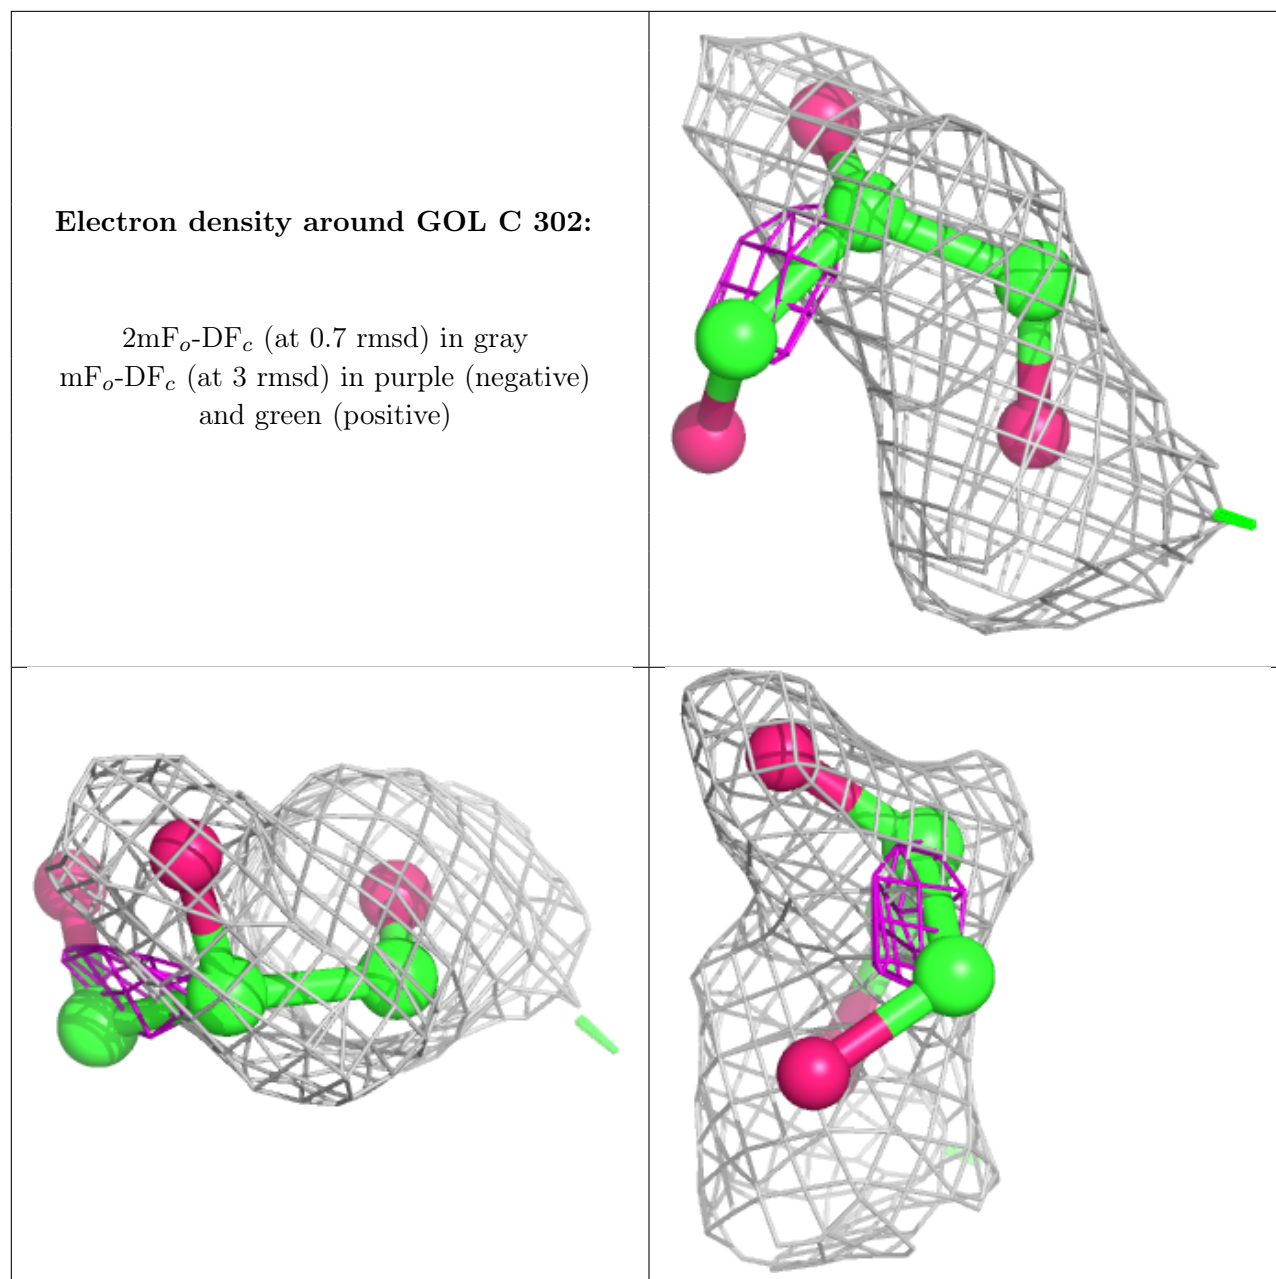 Electron density around GOL C 302:
2mFo-DFc (at 0.7 rmsd) in gray
mFo-DFc (at 3 rmsd) in purple (negative)
and green (positive)